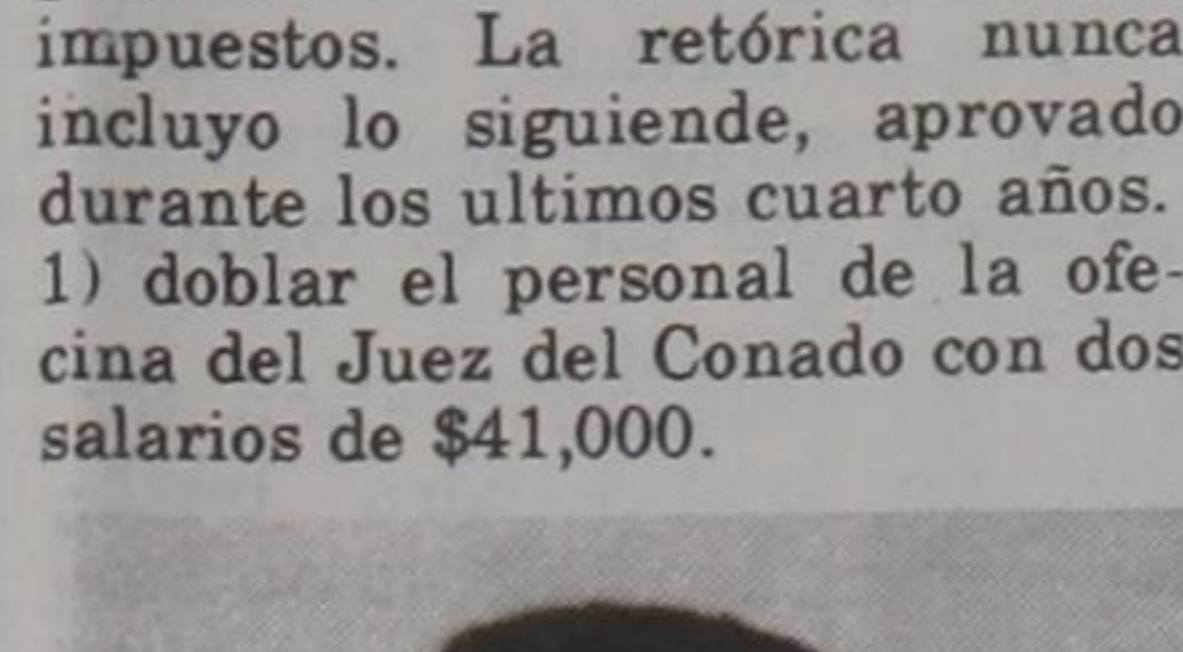 impuestos. La retórica nunca
incluyo lo siguiende, aprovado
durante los ultimos cuarto años.
1) doblar el personal de la ofe-
cina del Juez del Conado con dos
salarios de $41,000.